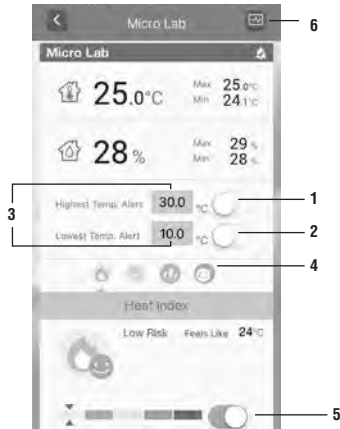 Micro Lab
6
Micro Lab
25.0°C Max 25.0°C
Min 24.1°C
28% Max 29%
Min 28%
3
Highest Temp. Alert 30.0 °C 1
Lowest Temp. Alert 10.0 °C 2
4
Heat Index
Low Risk Feels Like 24°C
5